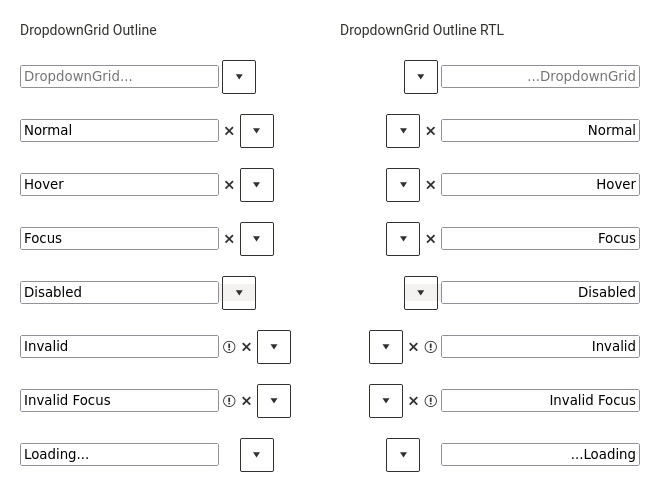 DropdownGrid Outline
DropdownGrid Outline RTL
DropdownGrid...
...DropdownGrid
Normal
Normal
Hover
Hover
Focus
Focus
Disabled
Disabled
Invalid
Invalid
Invalid Focus
Invalid Focus
Loading...
...Loading